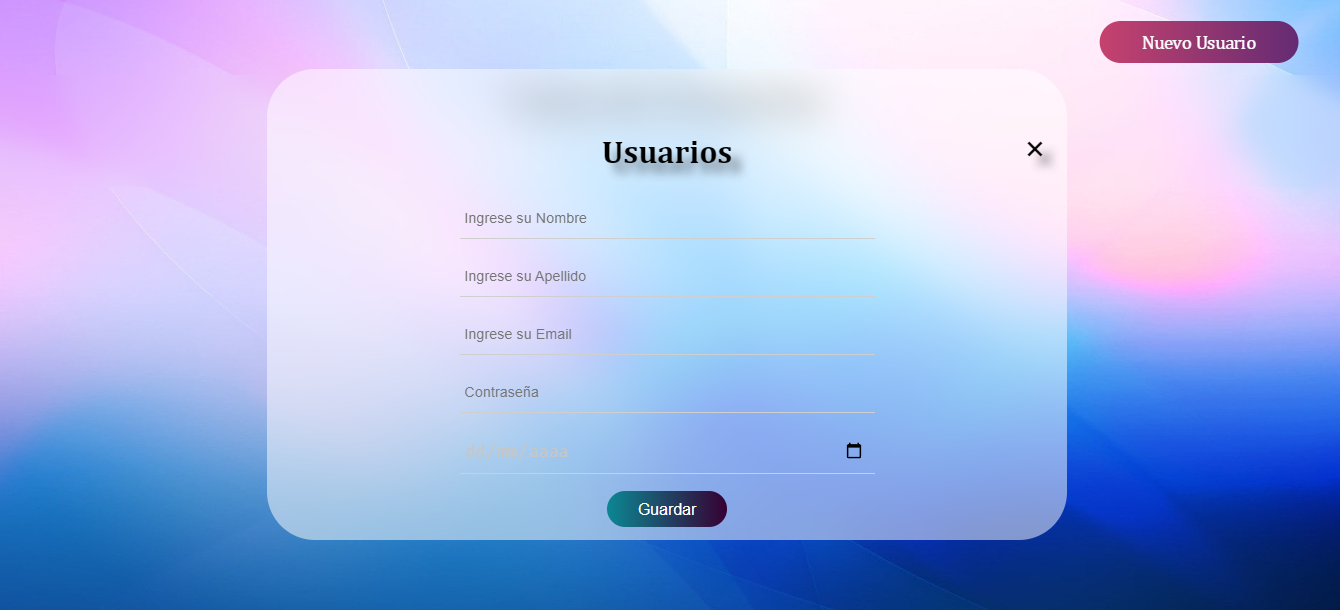 Nuevo Usuario
Usuarios
Ingrese su Nombre
Ingrese su Apellido
Ingrese su Email
Contraseña
dd/mm/aaaa
Guardar